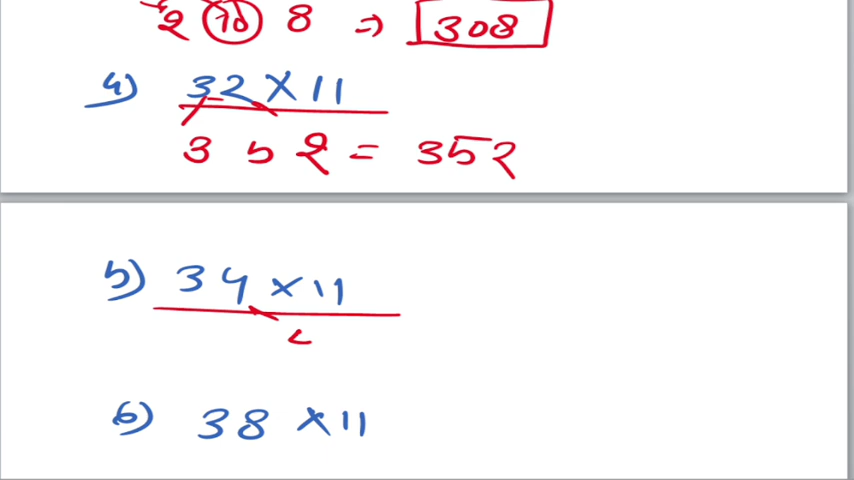 2 10 8 => 308
4) 32 X 11
3 5 2 = 352
5) 34 X 11
6) 38 X 11